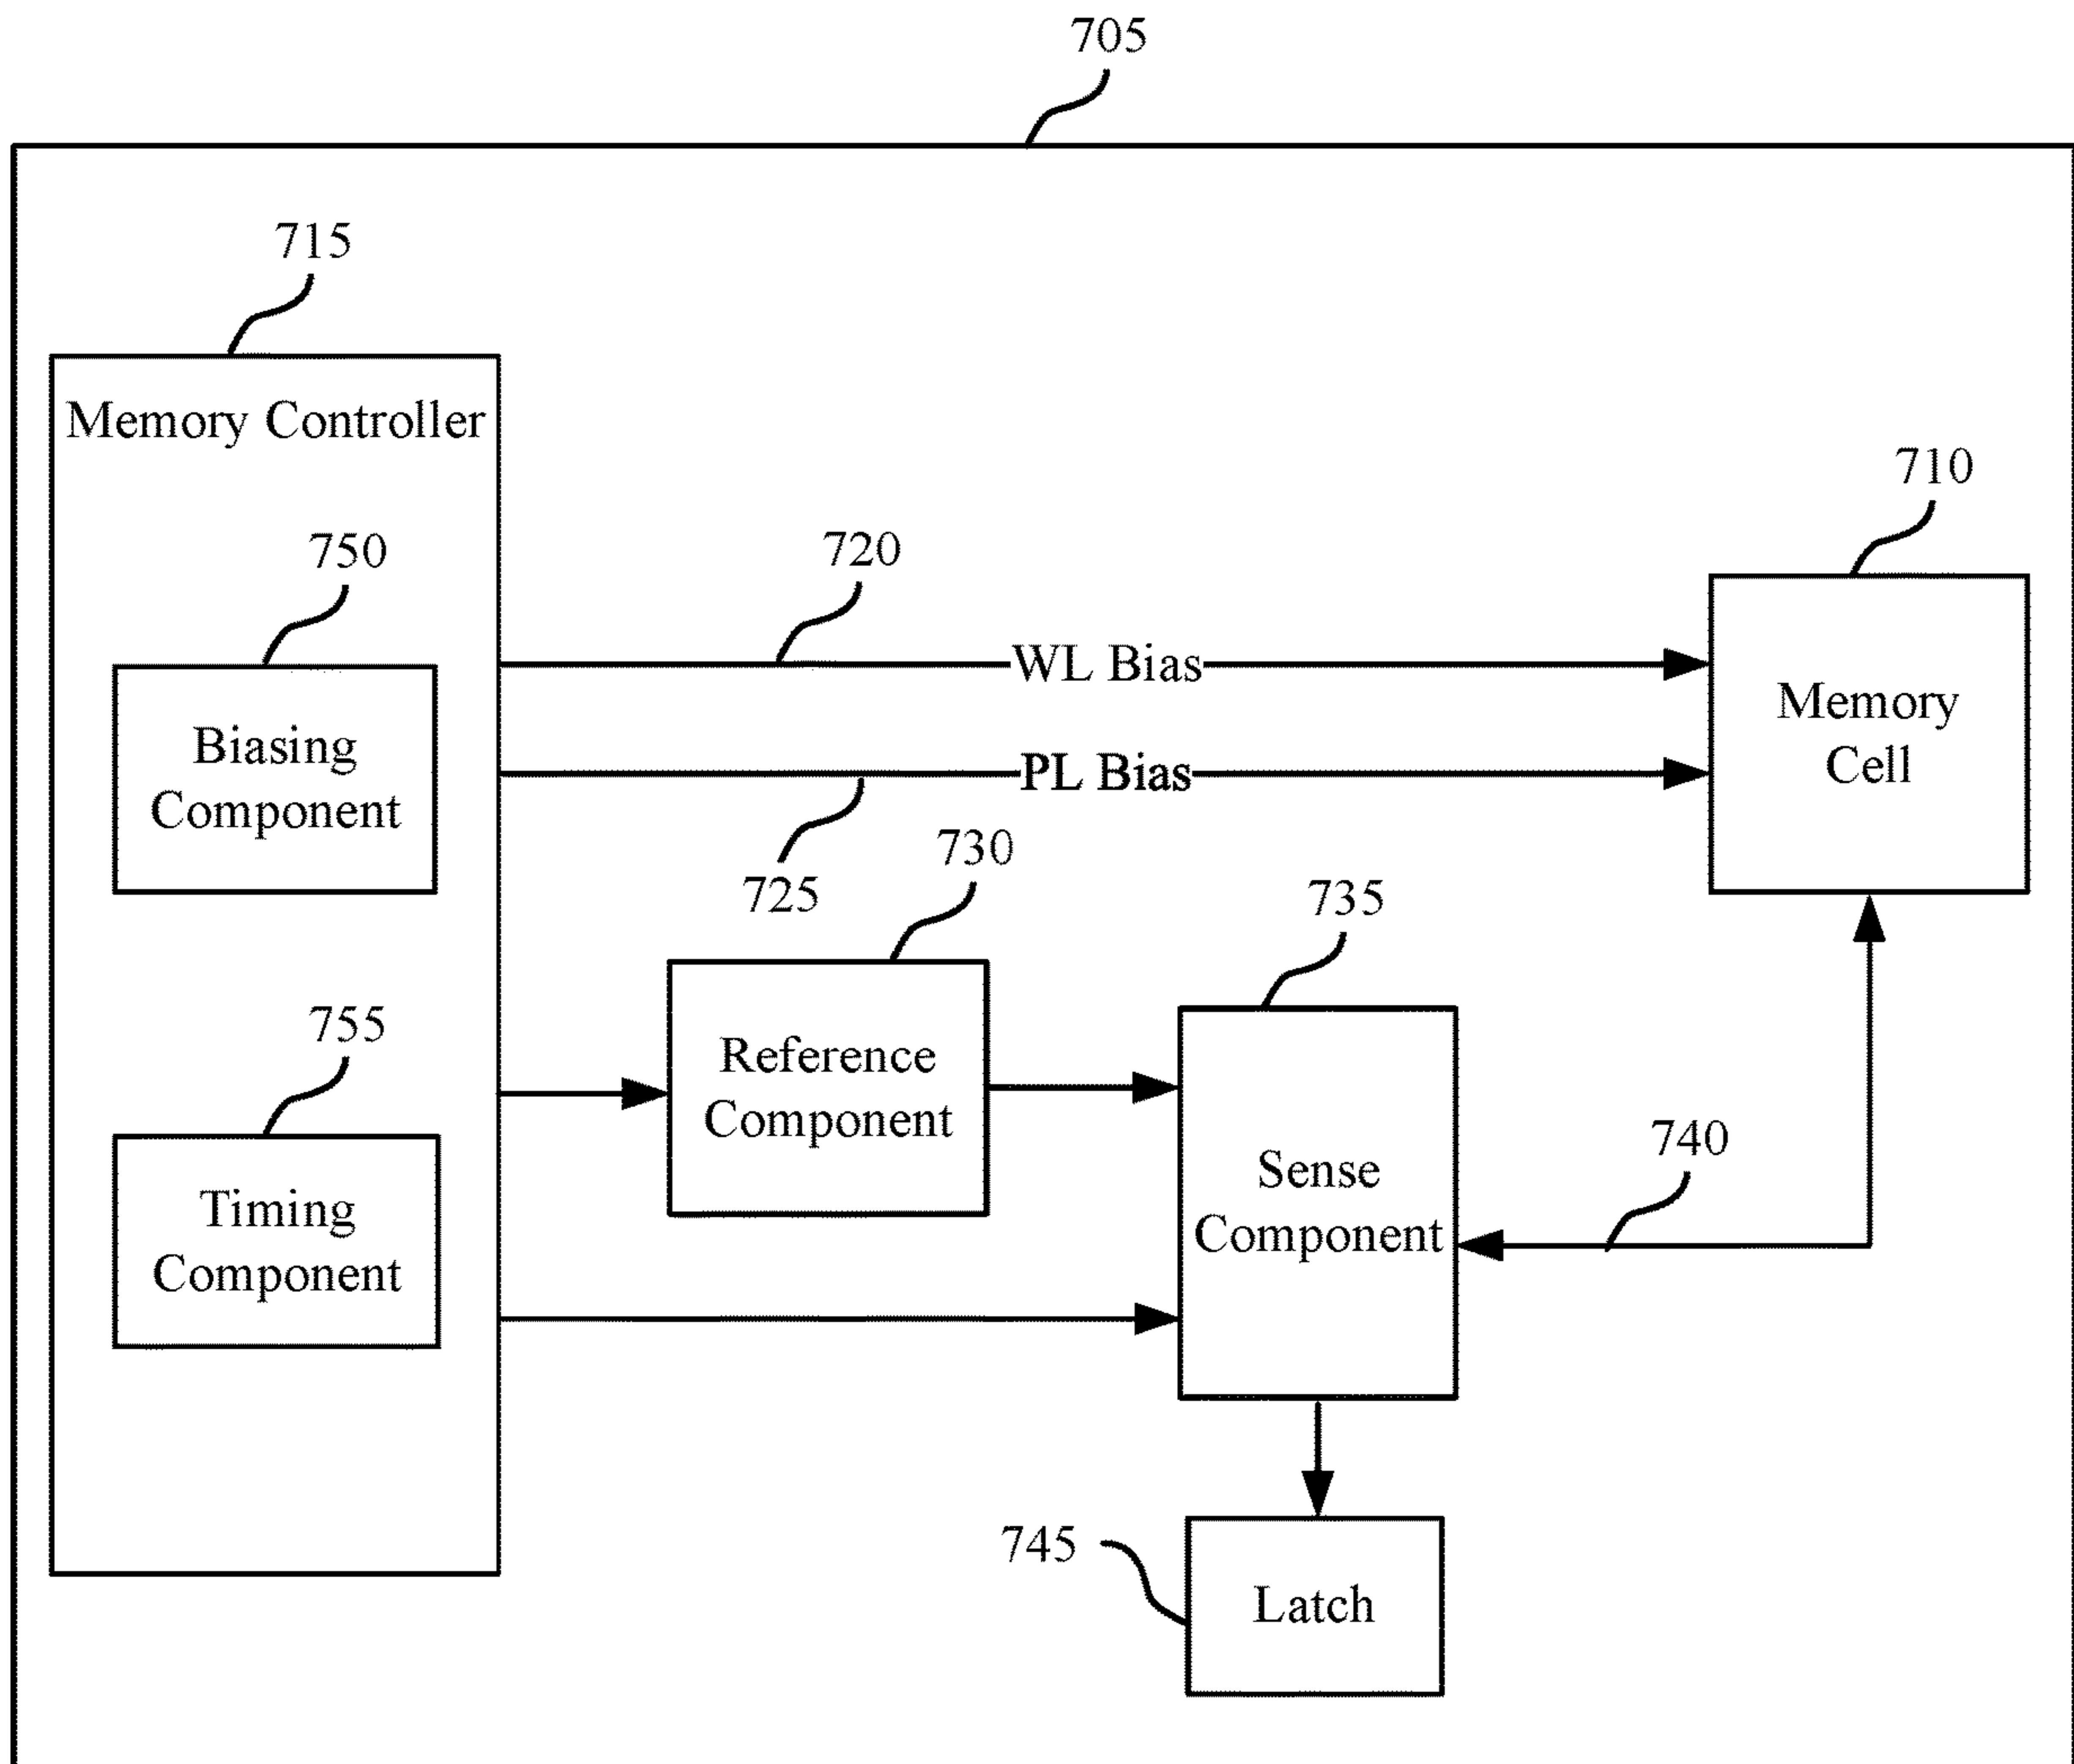 705
715
Memory Controller
710
750
720
WL Bias
Memory
Cell
Biasing
Component
PL Bias
725
730
735
755
Reference
Component
740
Sense
Component
Timing
Component
745
Latch